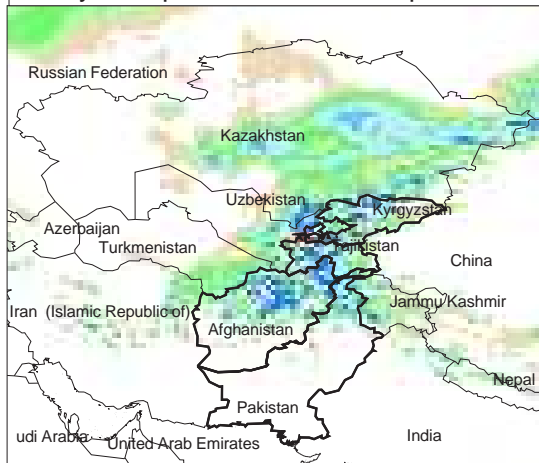 Russian Federation
Kazakhstan
Uzbekistan
Kyrgyzstan
Azerbaijan
Turkmenistan
Tajikistan
China
Iran (Islamic Republic of)
Jammu/Kashmir
Afghanistan
Nepal
Pakistan
udi Arabia
United Arab Emirates
India